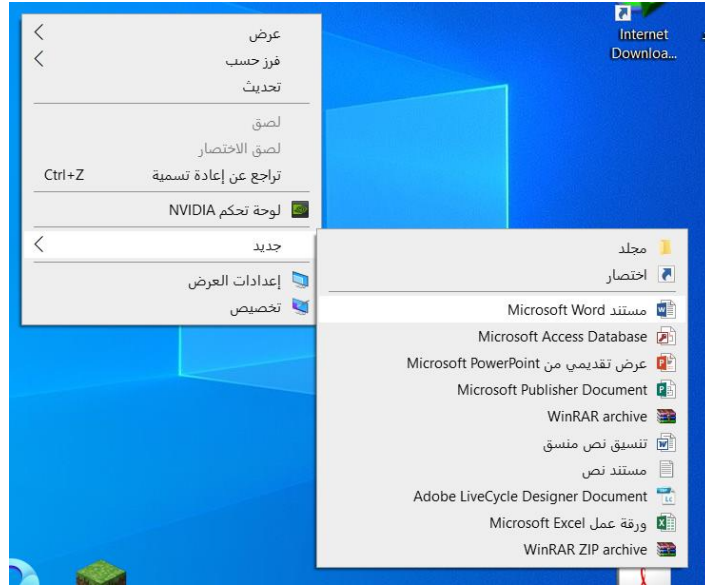 Internet
Downloa...
عرض
فرز حسب
تحديث
لصق
لصق الاختصار
تراجع عن إعادة تسمية Ctrl+Z
لوحة تحكم NVIDIA
جديد
إعدادات العرض
تخصيص
مجلد
اختصار
مستند Microsoft Word
Microsoft Access Database
عرض تقديمي من Microsoft PowerPoint
Microsoft Publisher Document
WinRAR archive
تنسيق نص منسق
مستند نص
Adobe LiveCycle Designer Document
ورقة عمل Microsoft Excel
WinRAR ZIP archive